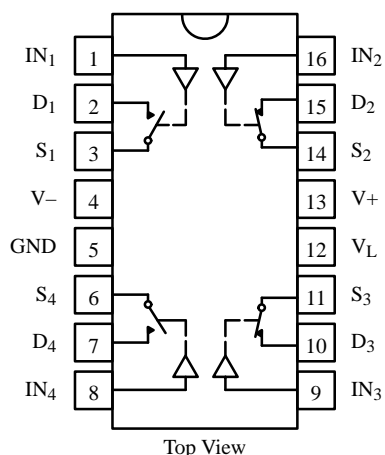 IN1 1 16 IN2
D1 2 15 D2
S1 3 14 S2
V− 4 13 V+
GND 5 12 VL
S4 6 11 S3
D4 7 10 D3
IN4 8 9 IN3
Top View